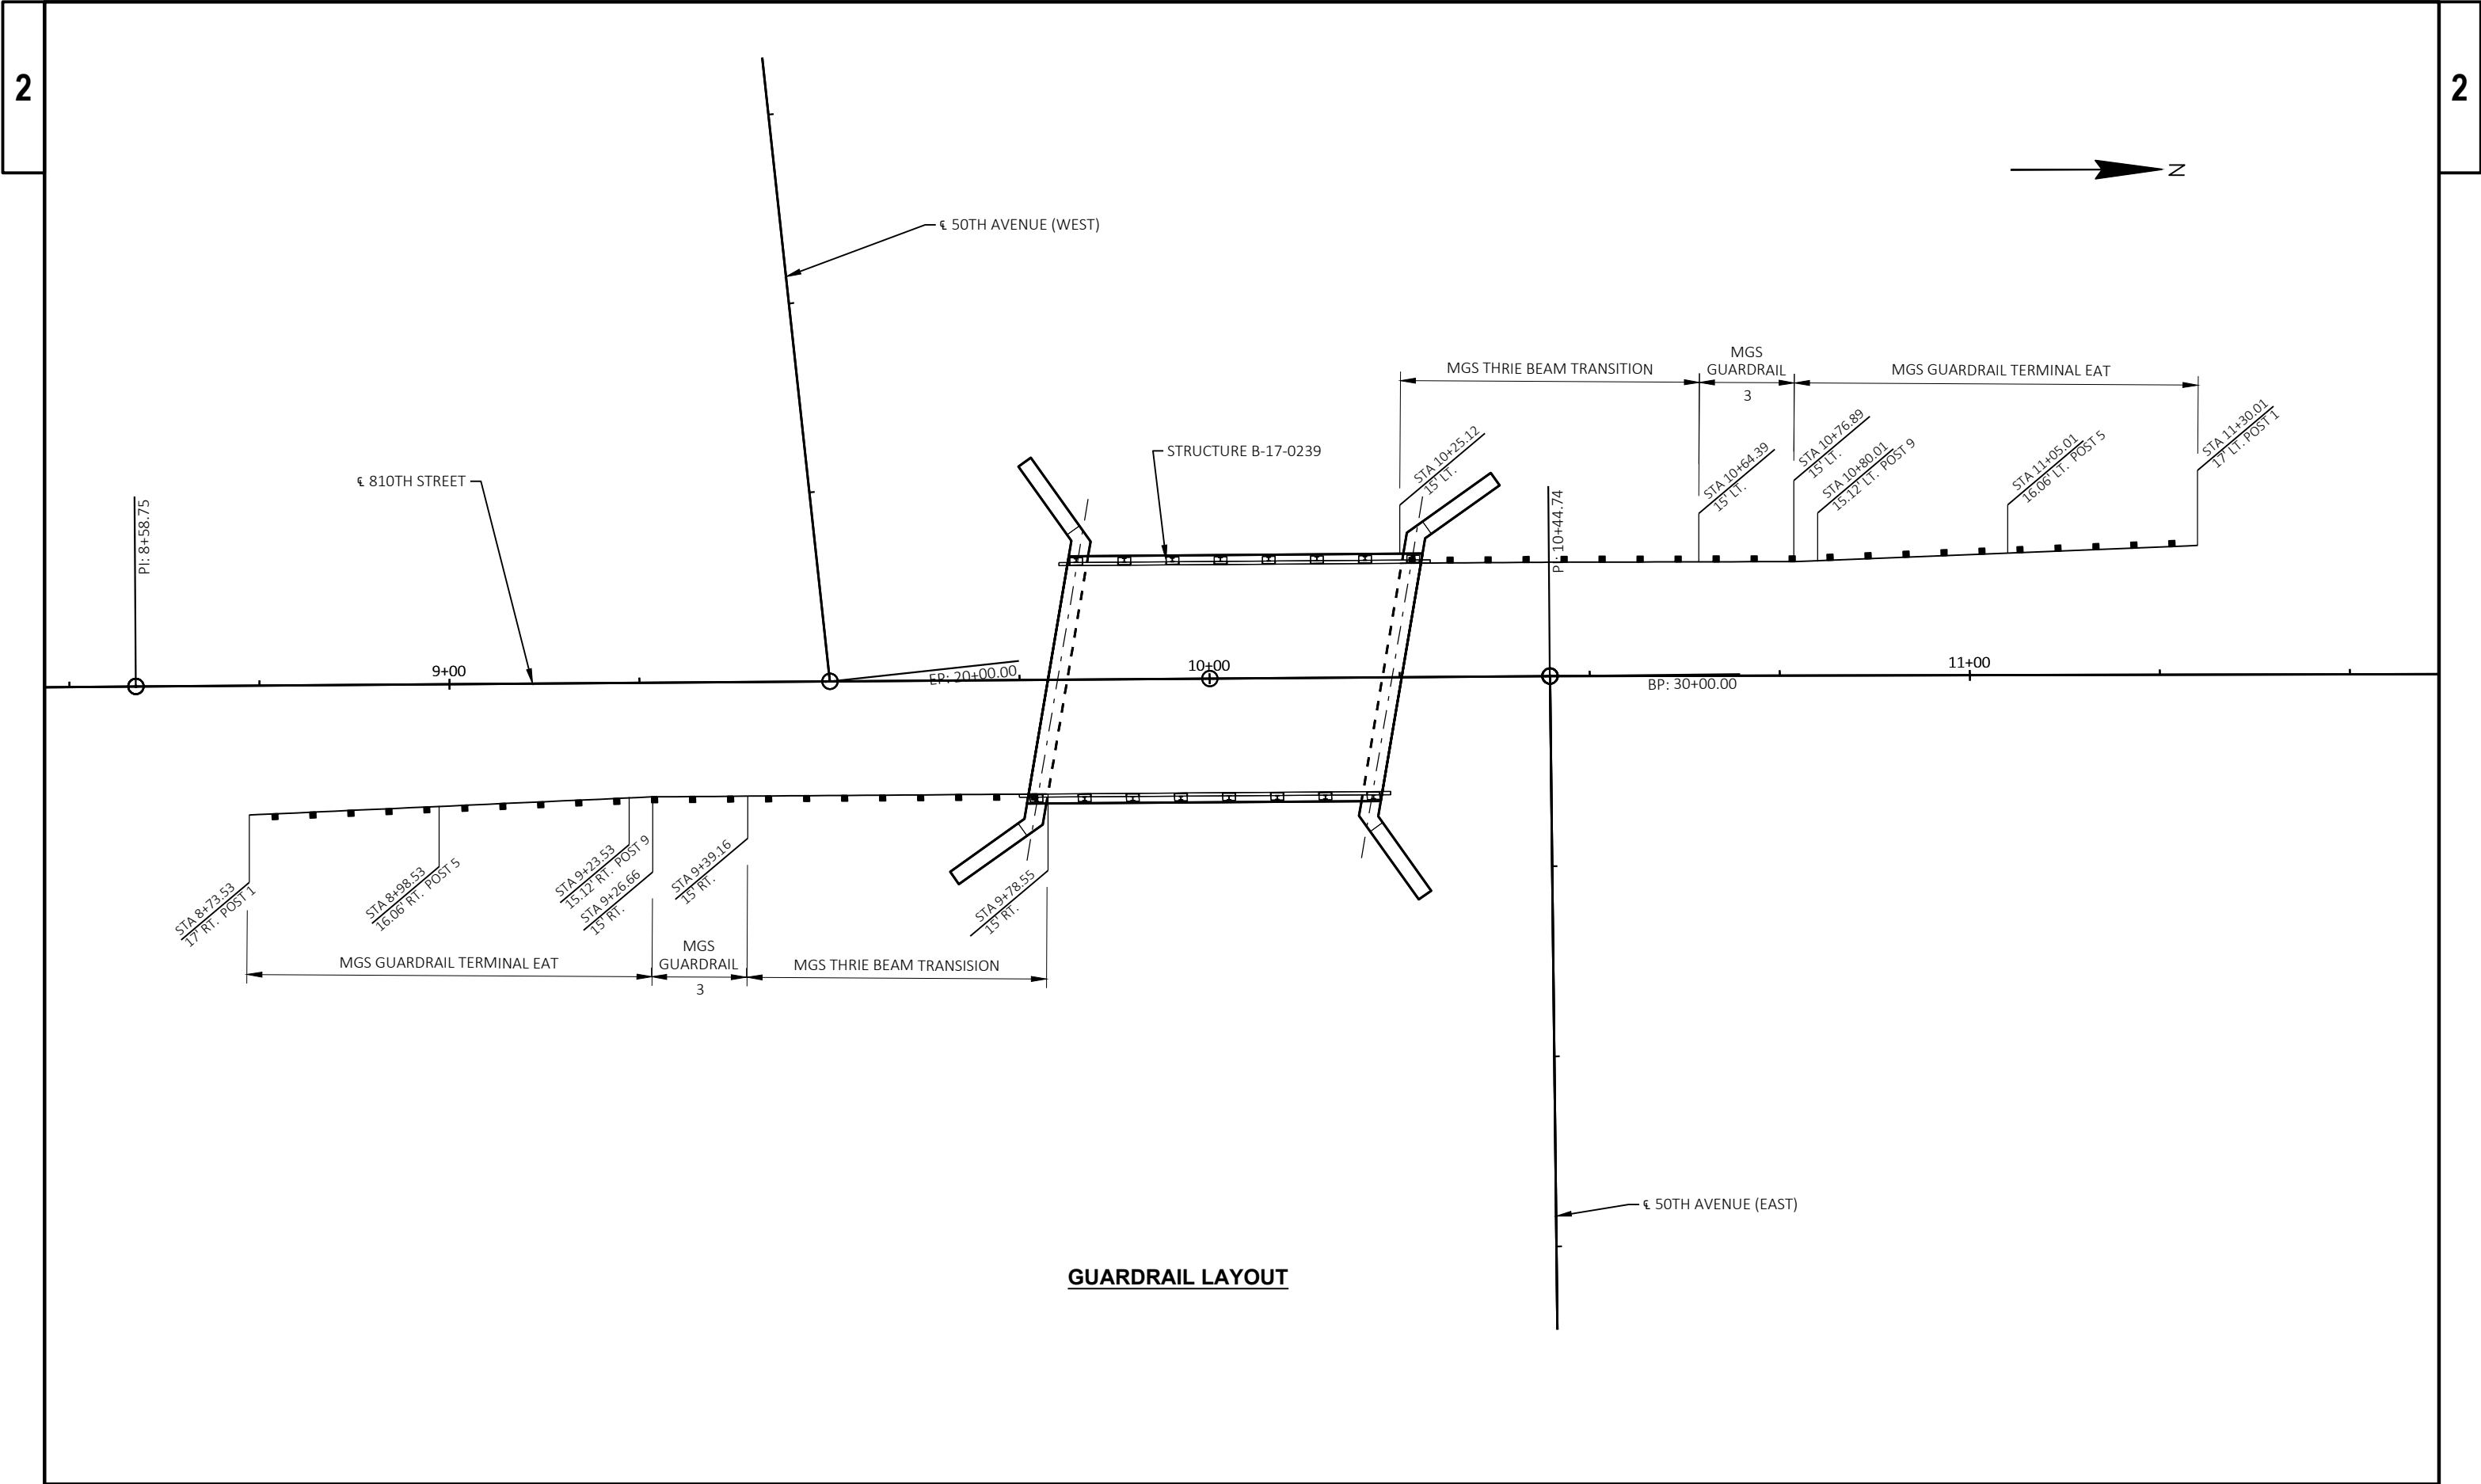 2
2
N
℄ 50TH AVENUE (WEST)
MGS THRIE BEAM TRANSITION
MGS
GUARDRAIL
3
MGS GUARDRAIL TERMINAL EAT
STRUCTURE B-17-0239
℄ 810TH STREET
STA 10+25.12
15' LT.
STA 10+64.39
15' LT.
STA 10+76.89
15' LT.
STA 10+80.01
15.12' LT. POST 9
STA 11+05.01
16.06' LT. POST 5
STA 11+30.01
17' LT. POST 1
PI: 8+58.75
PI: 10+44.74
9+00
EP: 20+00.00
10+00
BP: 30+00.00
11+00
STA 8+73.53
17' RT. POST 1
STA 8+98.53
16.06' RT. POST 5
STA 9+23.53
15.12' RT. POST 9
STA 9+26.66
15' RT.
STA 9+39.16
15' RT.
STA 9+78.55
15' RT.
MGS GUARDRAIL TERMINAL EAT
MGS
GUARDRAIL
3
MGS THRIE BEAM TRANSISION
℄ 50TH AVENUE (EAST)
GUARDRAIL LAYOUT